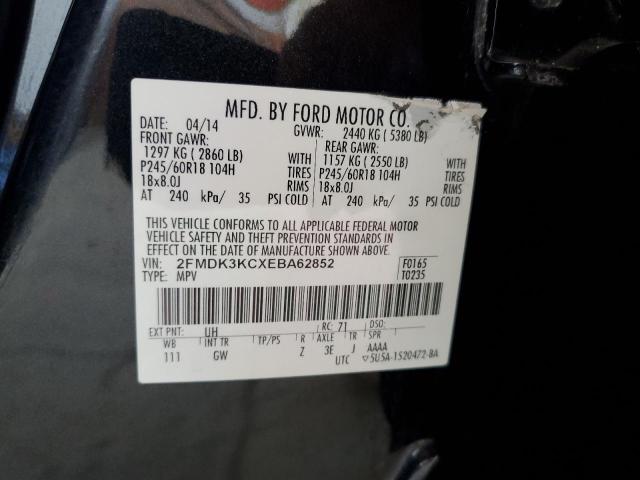 MFD. BY FORD MOTOR CO.
DATE: 04/14 GVWR: 2440 KG ( 5380 LB)
FRONT GAWR: REAR GAWR:
1297 KG ( 2860 LB) WITH 1157 KG ( 2550 LB) WITH
P245/60R18 104H TIRES P245/60R18 104H TIRES
18x8.0J RIMS 18x8.0J RIMS
AT 240 kPa/ 35 PSI COLD AT 240 kPa/ 35 PSI COLD
THIS VEHICLE CONFORMS TO ALL APPLICABLE FEDERAL MOTOR
VEHICLE SAFETY AND THEFT PREVENTION STANDARDS IN
EFFECT ON THE DATE OF MANUFACTURE SHOWN ABOVE.
VIN: 2FMDK3KCXEBA62852 F0165
TYPE: MPV T0235
EXT PNT: UH RC: 71 DSO:
WB INT TR TP/PS R AXLE TR SPR
111 GW Z 3E J AAAA
UTC ▽5U5A-1520472-BA